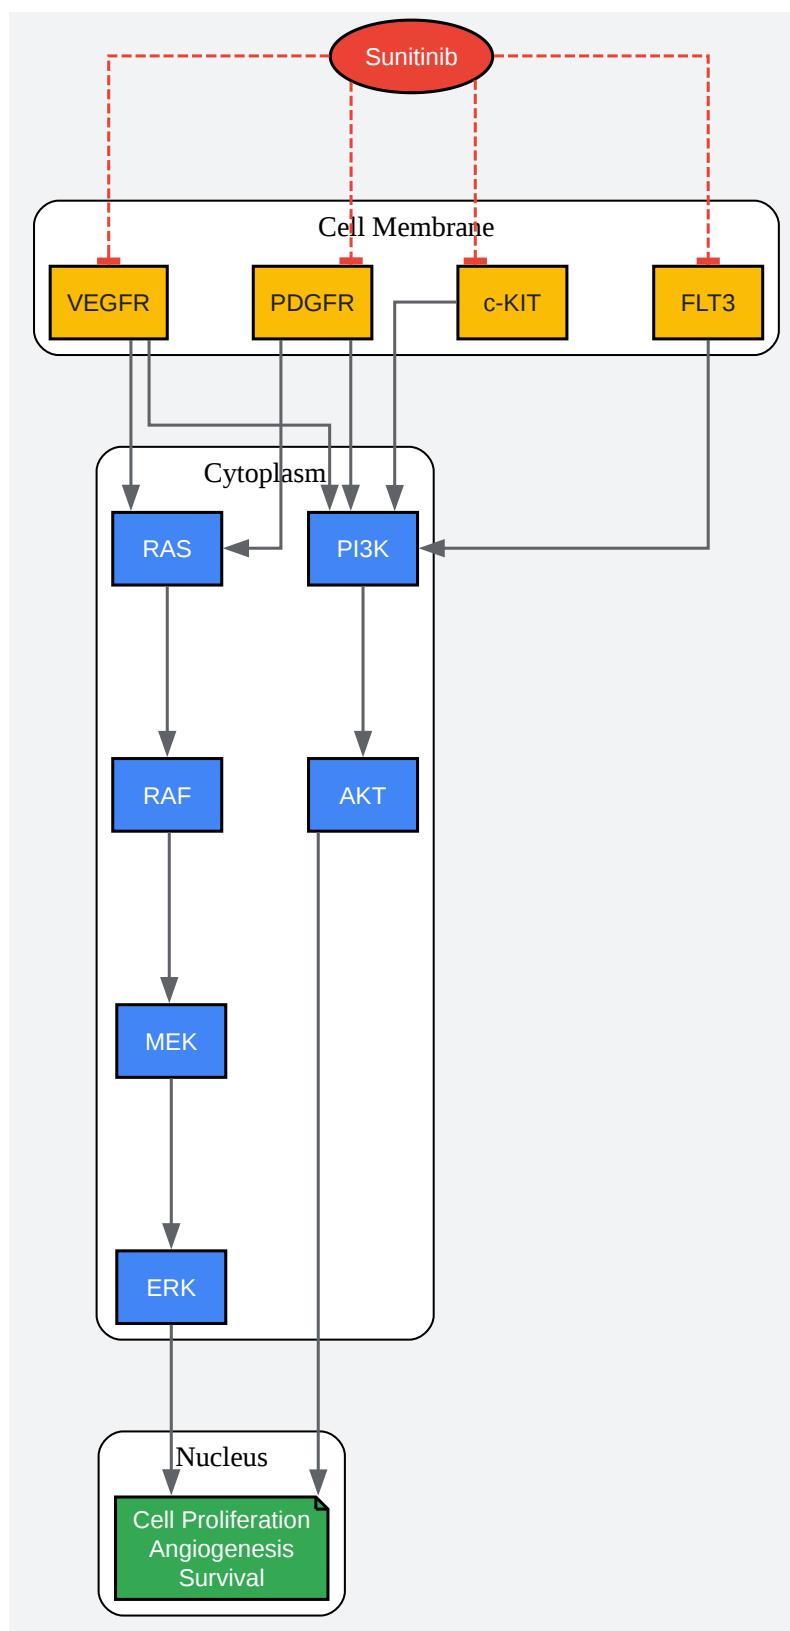 Sunitinib
Cell Membrane
VEGFR
PDGFR
c-KIT
FLT3
Cytoplasm
RAS
PI3K
RAF
AKT
MEK
ERK
Nucleus
Cell Proliferation
Angiogenesis
Survival